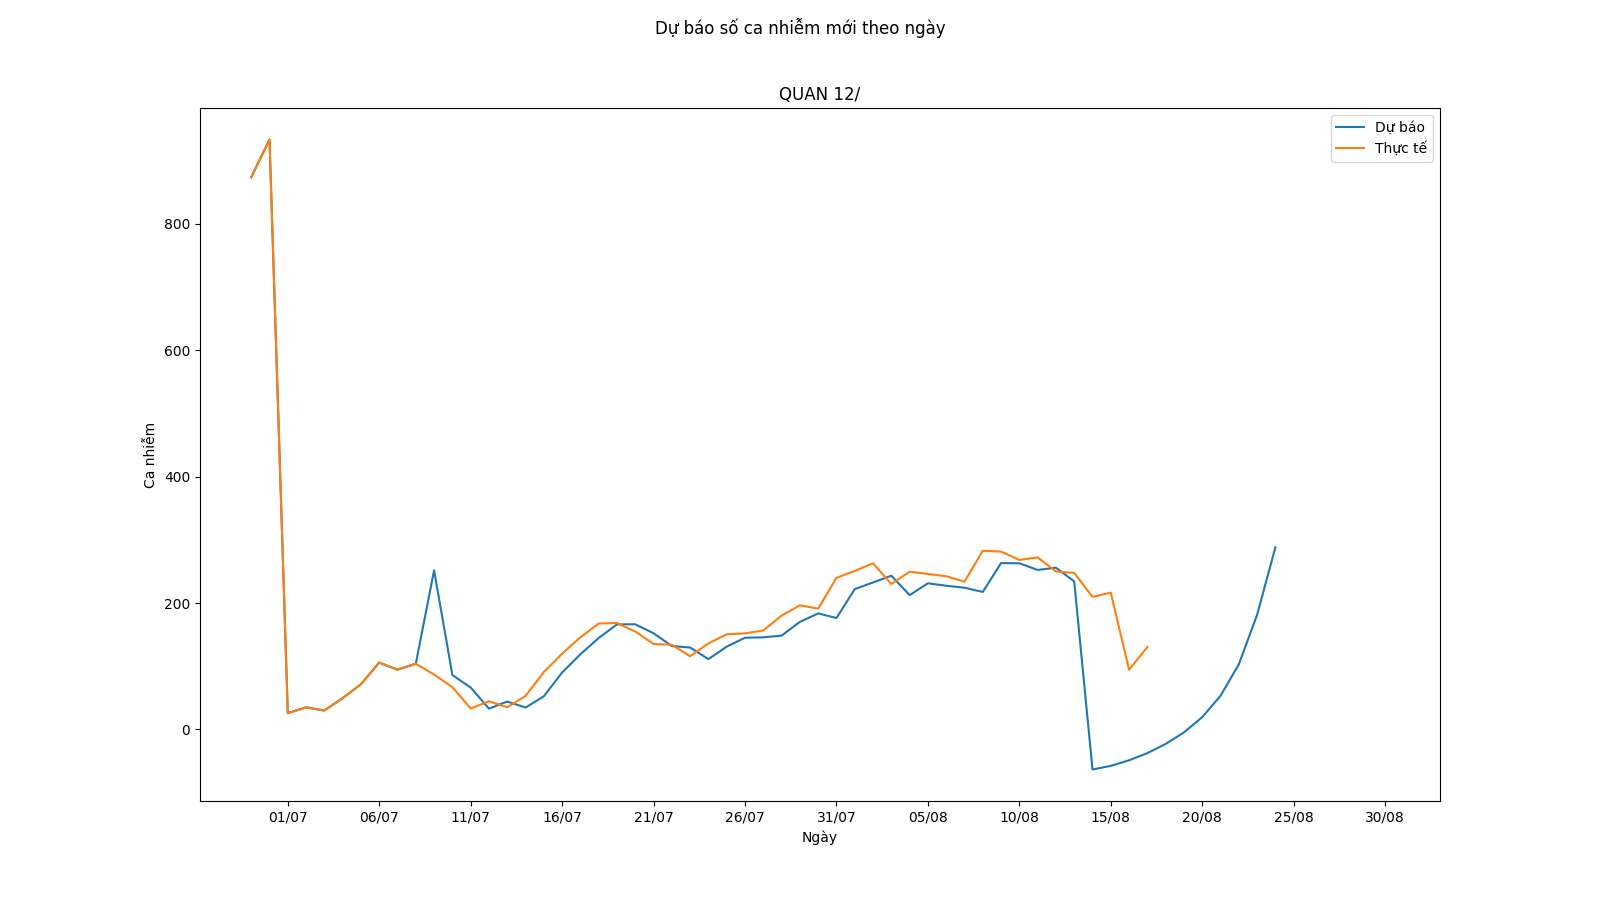 Dự báo số ca nhiễm mới theo ngày
QUAN 12/
Dự báo
Thực tế
Ca nhiễm
800
600
400
200
0
01/07 06/07 11/07 16/07 21/07 26/07 31/07 05/08 10/08 15/08 20/08 25/08 30/08
Ngày